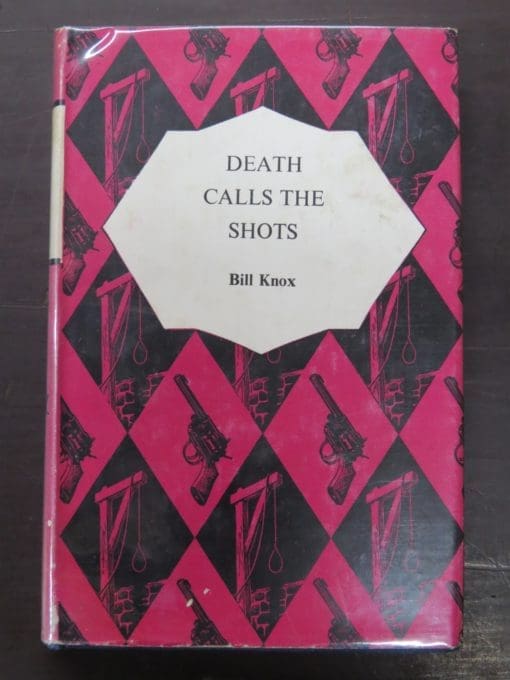 DEATH
CALLS THE
SHOTS
Bill Knox